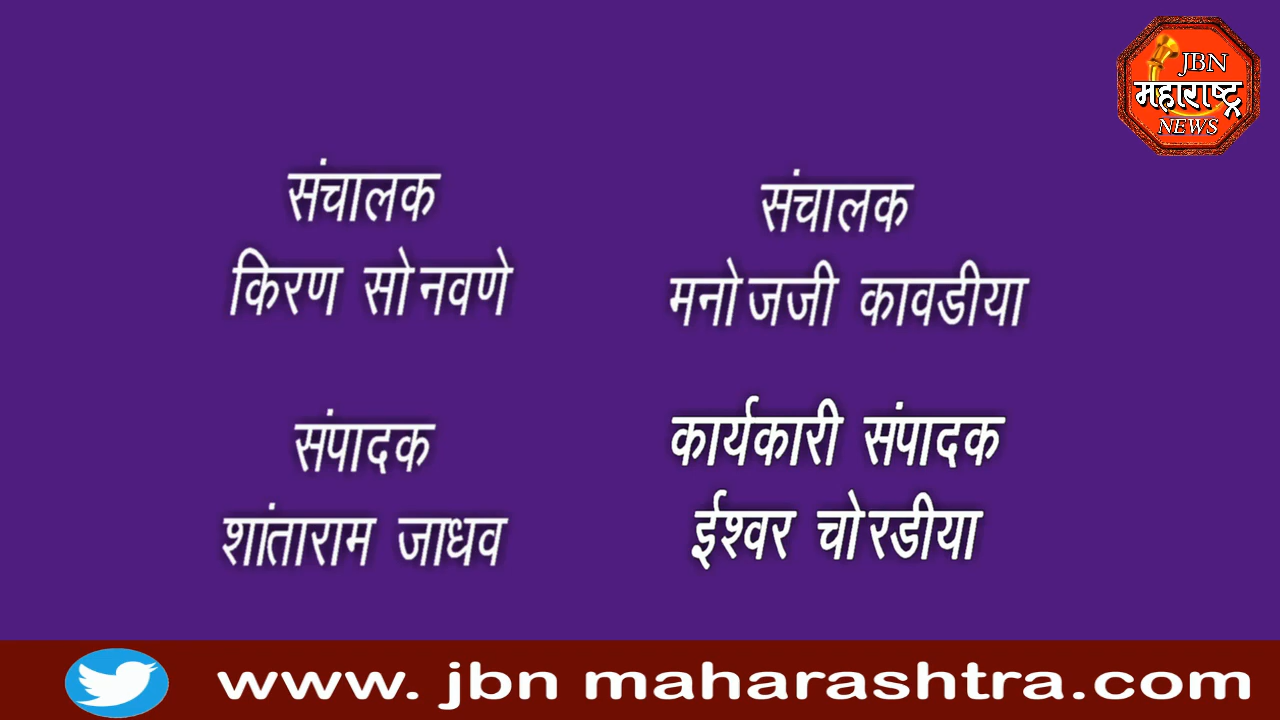 JBN
महाराष्ट्र
NEWS
संचालक
किरण सोनवणे
संचालक
मनोजजी कावडीया
संपादक
शांताराम जाधव
कार्यकारी संपादक
ईश्वर चोरडीया
www. jbn maharashtra.com